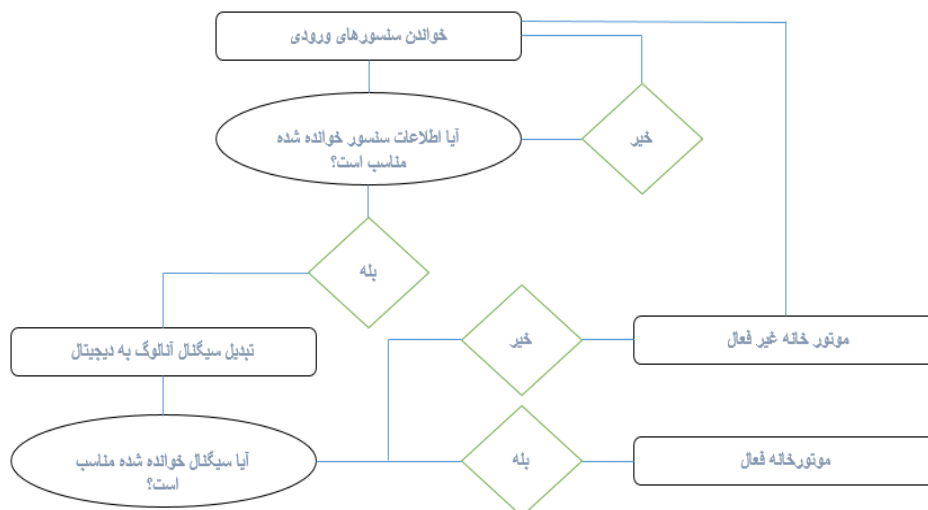 خواندن سنسورهای ورودی
آیا اطلاعات سنسور خوانده شده
مناسب است؟
خیر
بله
تبدیل سیگنال آنالوگ به دیجیتال
خیر
موتور خانه غیر فعال
آیا سیگنال خوانده شده مناسب
است؟
بله
موتورخانه فعال